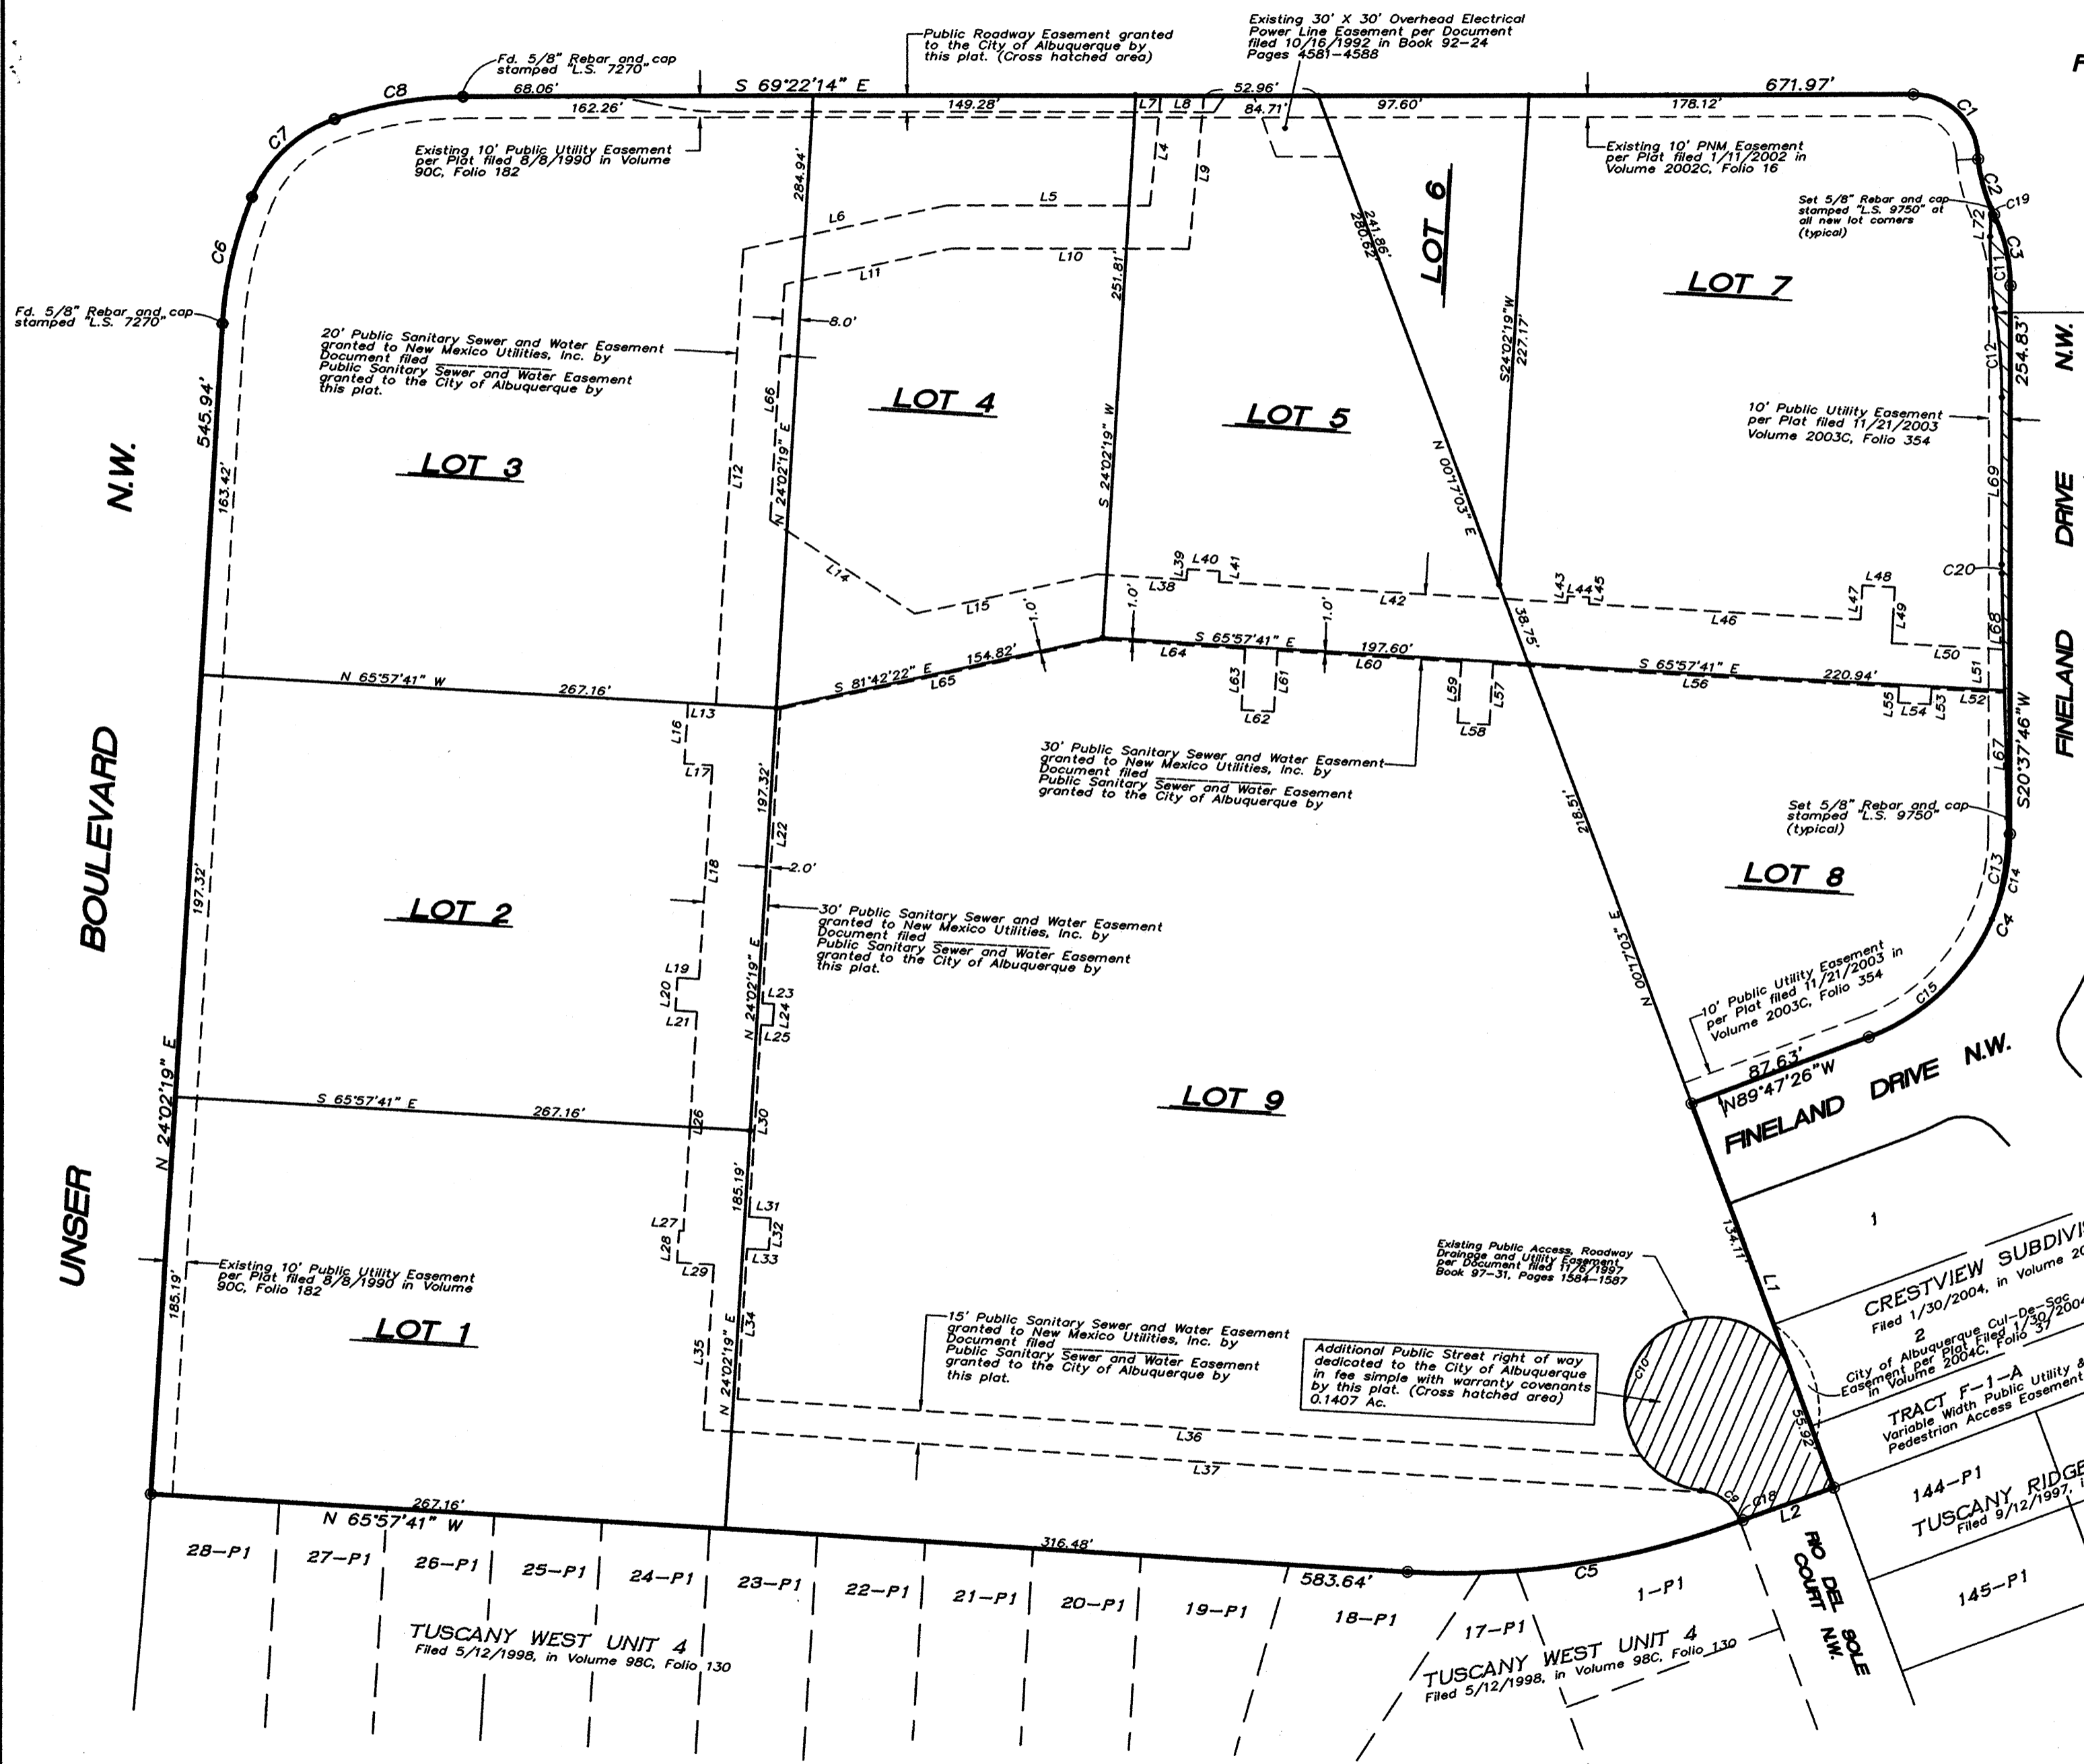 Existing 30' X 30' Overhead Electrical
Power Line Easement per Document
filed 10/16/1992 in Book 92-24
Pages 4581-4588
Public Roadway Easement granted
to the City of Albuquerque by
this plat. (Cross hatched area)
Fd. 5/8" Rebar and cap
stamped "L.S. 7270"
F
C8
68.06'
S 69°22'14" E
52.96'
671.97'
162.26'
149.28'
L7
L8
84.71'
97.60'
178.12'
C1
C7
Existing 10' Public Utility Easement
per Plat filed 8/8/1990 in Volume
90C, Folio 182
284.94'
L4
L9
Existing 10' PNM Easement
per Plat filed 1/11/2002 in
Volume 2002C, Folio 16
C2
C19
Set 5/8" Rebar and cap
stamped "L.S. 9750" at
all new lot corners
(typical)
L72
C3
C11
C6
L5
L6
L10
L11
251.81'
241.86'
280.62'
LOT 6
LOT 7
S24°02'19"W
227.17'
Fd. 5/8" Rebar and cap
stamped "L.S. 7270"
8.0'
20' Public Sanitary Sewer and Water Easement
granted to New Mexico Utilities, Inc. by
Document filed
Public Sanitary Sewer and Water Easement
granted to the City of Albuquerque by
this plat.
C12
254.83'
N.W.
545.94'
L66
LOT 4
LOT 5
10' Public Utility Easement
per Plat filed 11/21/2003
Volume 2003C, Folio 354
LOT 3
L12
N 24°02'19" E
S 24°02'19" W
N 00°17'03" E
L69
DRIVE
N.W.
163.42'
L14
L15
1.0'
1.0'
L38
L39
L40
L41
1.0'
L42
38.75'
L43
L44
L45
L46
L47
L48
L49
L50
C20
L68
L51
FINELAND
N 65°57'41" W
267.16'
S 81°42'22" E
154.82'
L65
S 65°57'41" E
197.60'
L64
L60
L63
L61
L62
L59
L57
L58
S 65°57'41" E
220.94'
L56
L55
L54
L53
L52
S20°37'46"W
L13
L16
L17
197.32'
30' Public Sanitary Sewer and Water Easement
granted to New Mexico Utilities, Inc. by
Document filed
Public Sanitary Sewer and Water Easement
granted to the City of Albuquerque by
L67
218.51'
Set 5/8" Rebar and cap
stamped "L.S. 9750"
(typical)
BOULEVARD
197.32'
L22
L18
2.0'
LOT 2
LOT 8
C13
C14
C4
30' Public Sanitary Sewer and Water Easement
granted to New Mexico Utilities, Inc. by
Document filed
Public Sanitary Sewer and Water Easement
granted to the City of Albuquerque by
this plat.
N 24°02'19" E
N 00°17'03" E
L19
L20
L21
L23
L24
L25
10' Public Utility Easement
per Plat filed 11/21/2003 in
Volume 2003C, Folio 354
C15
N 24°02'19" E
S 65°57'41" E
267.16'
L26
L30
LOT 9
87.63'
N89°47'26"W
FINELAND DRIVE N.W.
UNSER
185.19'
L31
L27
L28
L32
L33
L29
134.11'
L1
1
Existing 10' Public Utility Easement
per Plat filed 8/8/1990 in Volume
90C, Folio 182
185.19'
Existing Public Access, Roadway
Drainage and Utility Easement
per Document filed 11/6/1997
Book 97-31, Pages 1584-1587
CRESTVIEW SUBDIVI
Filed 1/30/2004, in Volume 20
LOT 1
L35
L34
N 24°02'19" E
15' Public Sanitary Sewer and Water Easement
granted to New Mexico Utilities, Inc. by
Document filed
Public Sanitary Sewer and Water Easement
granted to the City of Albuquerque by
this plat.
Additional Public Street right of way
dedicated to the City of Albuquerque
in fee simple with warranty covenants
by this plat. (Cross hatched area)
0.1407 Ac.
C10
2
City of Albuquerque Cul-De-Sac
Easement per Plat Filed 1/30/2004
in Volume 2004C, Folio 37
TRACT F-1-A
Variable Width Public Utility &
Pedestrian Access Easement
55.92'
L36
L37
C9
C18
L2
144-P1
TUSCANY RIDGE
Filed 9/12/1997, i
267.16'
N 65°57'41" W
316.48'
583.64'
C5
RIO DEL SOLE
COURT N.W.
28-P1
27-P1
26-P1
25-P1
24-P1
23-P1
22-P1
21-P1
20-P1
19-P1
18-P1
17-P1
1-P1
145-P1
TUSCANY WEST UNIT 4
Filed 5/12/1998, in Volume 98C, Folio 130
TUSCANY WEST UNIT 4
Filed 5/12/1998, in Volume 98C, Folio 130